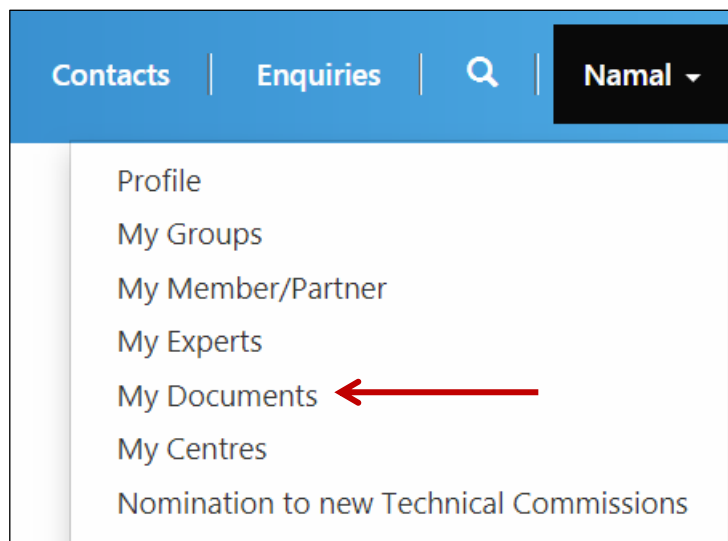 Contacts Enquiries Namal
Profile
My Groups
My Member/Partner
My Experts
My Documents
My Centres
Nomination to new Technical Commissions